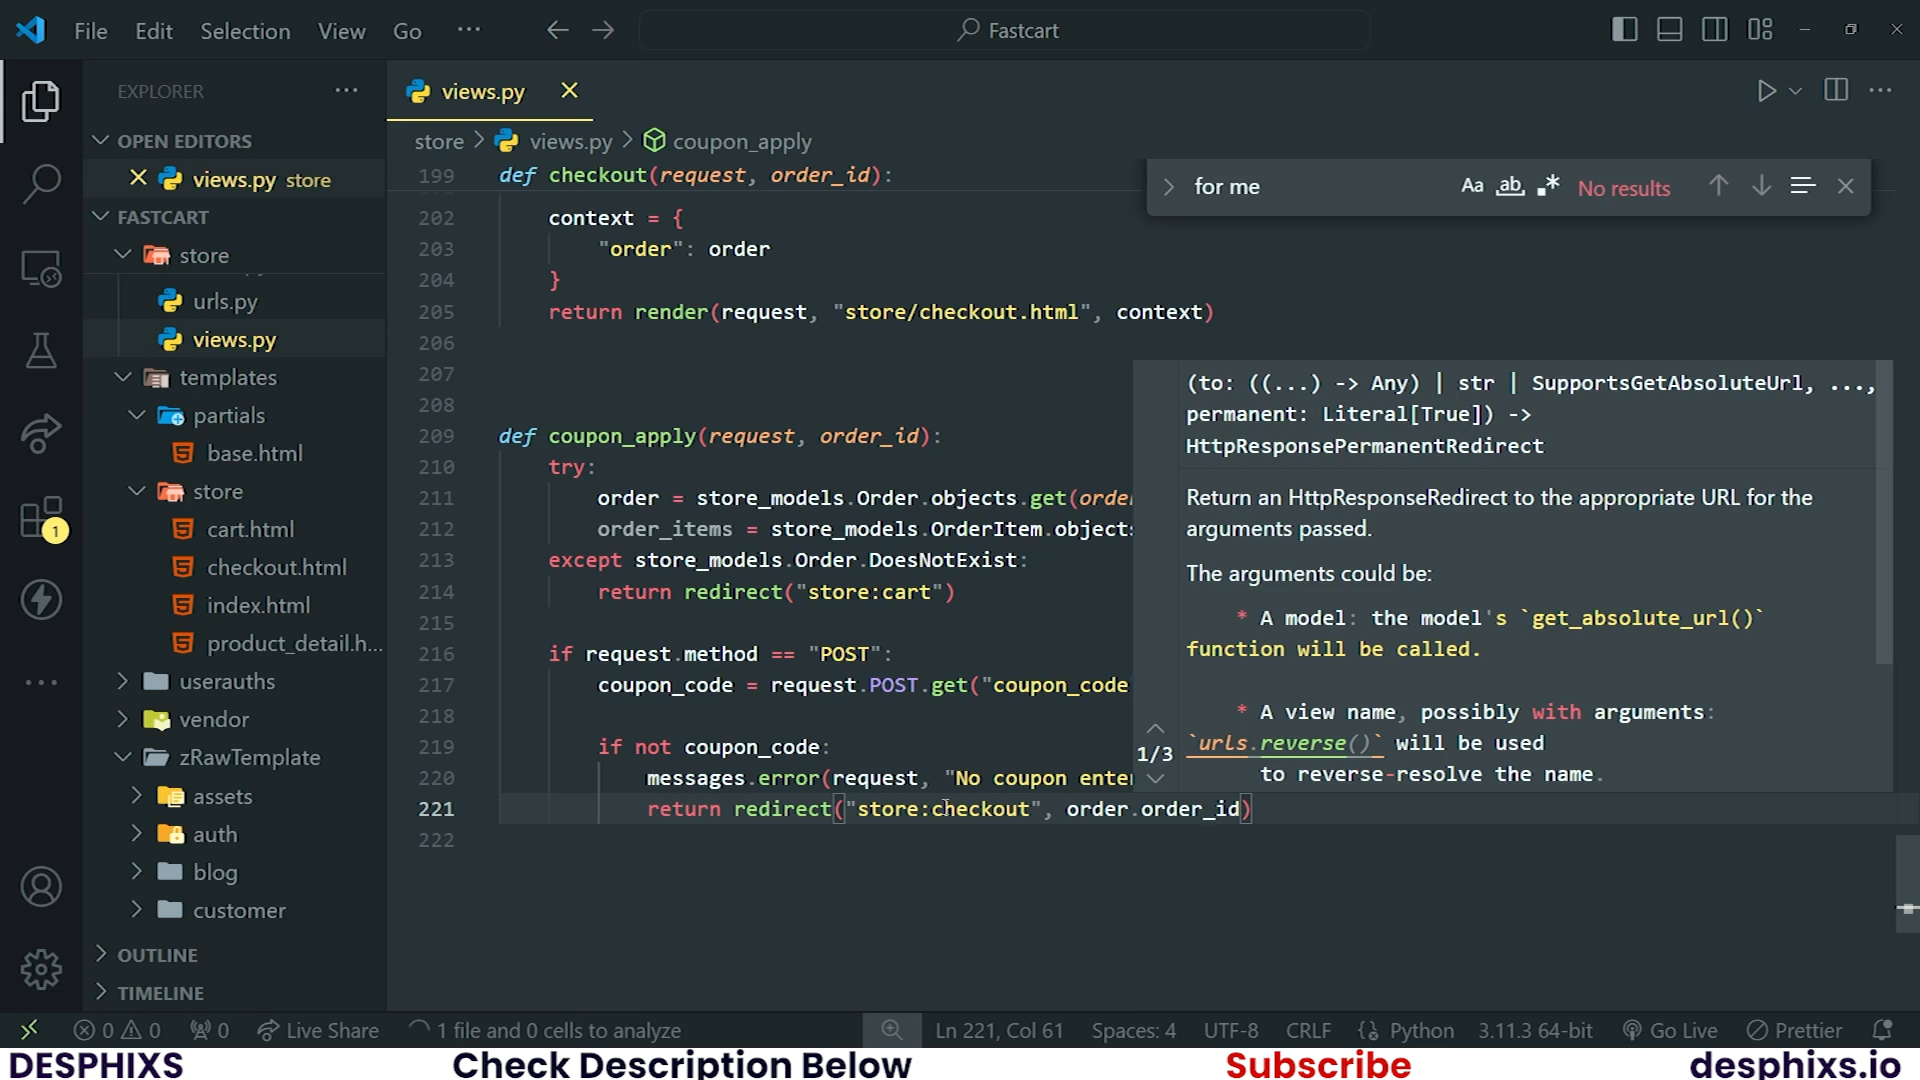 File Edit Selection View Go ··· Fastcart
EXPLORER ···
OPEN EDITORS
views.py store
FASTCART
store
urls.py
views.py
templates
partials
base.html
store
cart.html
checkout.html
index.html
product_detail.h...
userauths
vendor
zRawTemplate
assets
auth
blog
customer
OUTLINE
TIMELINE
1
views.py
store > views.py > coupon_apply
for me Aa ab .* No results
199 def checkout(request, order_id):
202 context = {
203 "order": order
204 }
205 return render(request, "store/checkout.html", context)
206
207
208
209 def coupon_apply(request, order_id):
210 try:
211 order = store_models.Order.objects.get(order
212 order_items = store_models.OrderItem.objects
213 except store_models.Order.DoesNotExist:
214 return redirect("store:cart")
215
216 if request.method == "POST":
217 coupon_code = request.POST.get("coupon_code
218
219 if not coupon_code:
220 messages.error(request, "No coupon enter
221 return redirect("store:checkout", order.order_id)
222
(to: ((...) -> Any) | str | SupportsGetAbsoluteUrl, ...,
permanent: Literal[True]) ->
HttpResponsePermanentRedirect
Return an HttpResponseRedirect to the appropriate URL for the
arguments passed.
The arguments could be:
* A model: the model's `get_absolute_url()`
function will be called.
* A view name, possibly with arguments:
`urls.reverse()` will be used
to reverse-resolve the name.
1/3
0 0 0 Live Share 1 file and 0 cells to analyze Ln 221, Col 61 Spaces: 4 UTF-8 CRLF Python 3.11.3 64-bit Go Live Prettier
DESPHIXS Check Description Below Subscribe desphixs.io